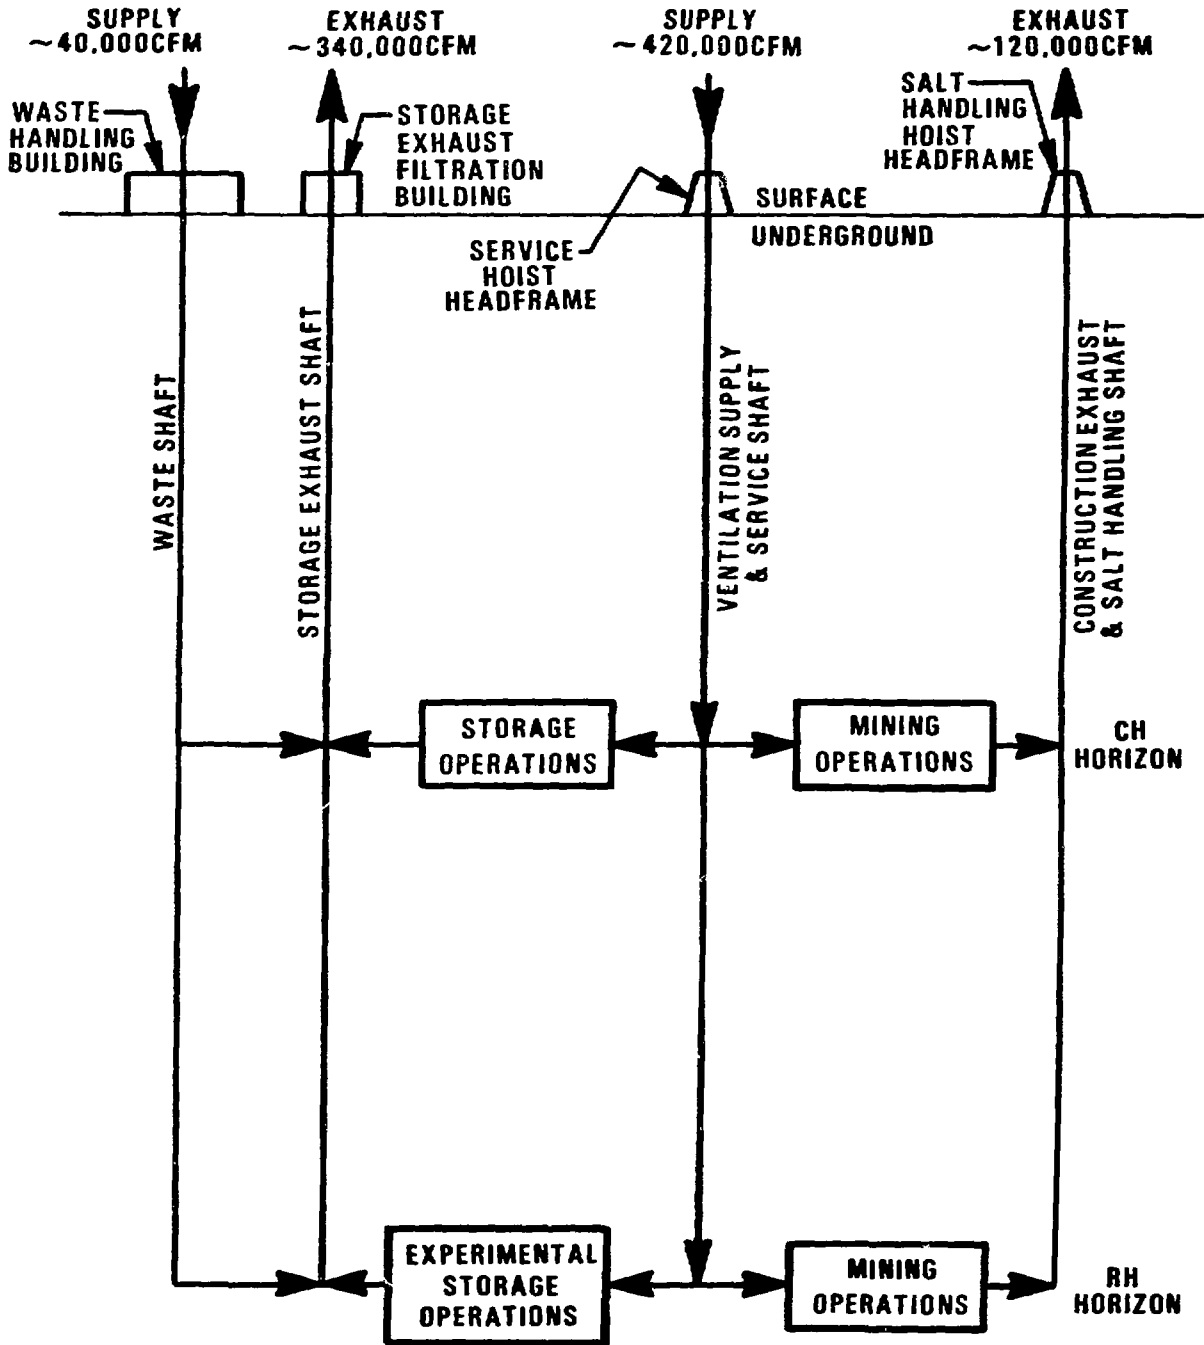 SUPPLY
~40,000CFM
EXHAUST
~340,000CFM
SUPPLY
~420,000CFM
EXHAUST
~120,000CFM
WASTE
HANDLING
BUILDING
STORAGE
EXHAUST
FILTRATION
BUILDING
SALT
HANDLING
HOIST
HEADFRAME
SURFACE
UNDERGROUND
SERVICE
HOIST
HEADFRAME
WASTE SHAFT
STORAGE EXHAUST SHAFT
VENTILATION SUPPLY
& SERVICE SHAFT
CONSTRUCTION EXHAUST
& SALT HANDLING SHAFT
STORAGE
OPERATIONS
MINING
OPERATIONS
CH
HORIZON
EXPERIMENTAL
STORAGE
OPERATIONS
MINING
OPERATIONS
RH
HORIZON